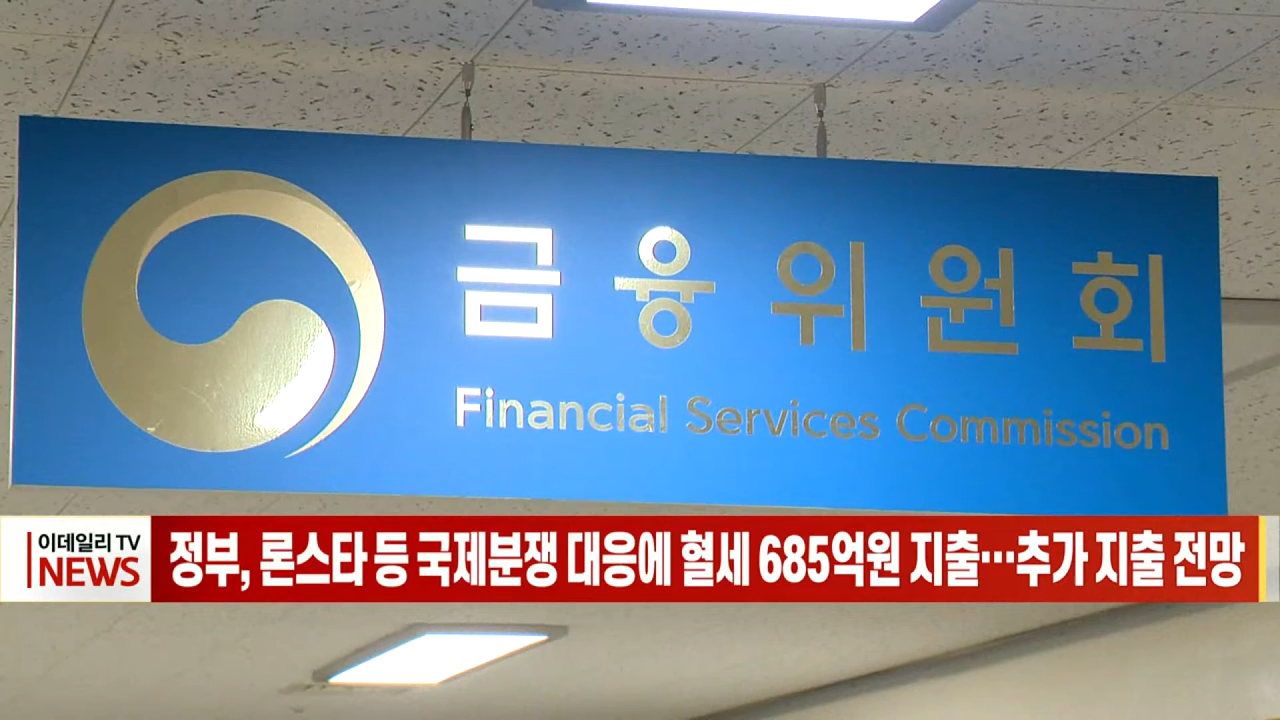 금융위원회
Financial Services Commission
이데일리 TV
NEWS
정부, 론스타 등 국제분쟁 대응에 혈세 685억원 지출…추가 지출 전망